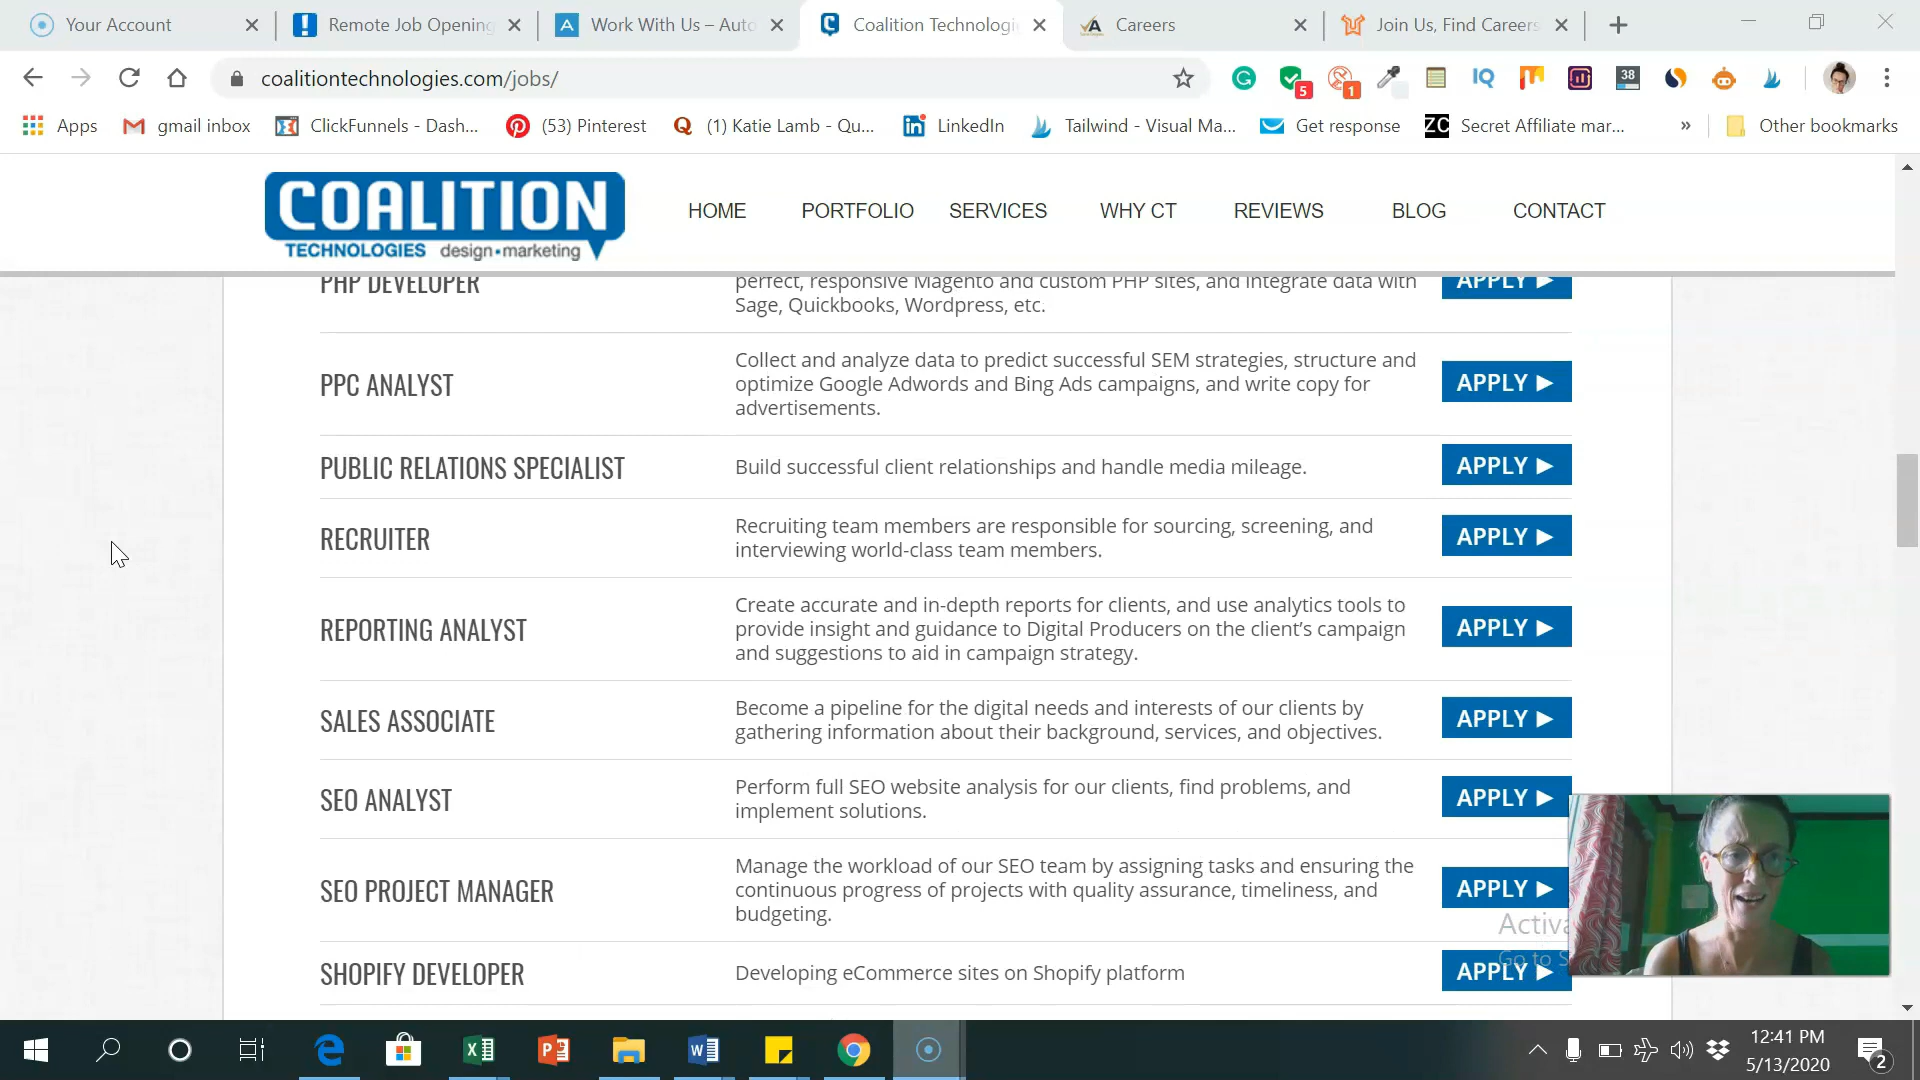 Your Account
Remote Job Opening
Work With Us – Auto
Coalition Technologi
Careers
Join Us, Find Careers
coalitiontechnologies.com/jobs/
5
1
38
Apps
gmail inbox
ClickFunnels - Dash...
(53) Pinterest
(1) Katie Lamb - Qu...
LinkedIn
Tailwind - Visual Ma...
Get response
Secret Affiliate mar...
»
Other bookmarks
COALITION
TECHNOLOGIES design•marketing
HOME
PORTFOLIO
SERVICES
WHY CT
REVIEWS
BLOG
CONTACT
PHP DEVELOPER
perfect, responsive Magento and custom PHP sites, and integrate data with
Sage, Quickbooks, Wordpress, etc.
APPLY ▶
PPC ANALYST
Collect and analyze data to predict successful SEM strategies, structure and
optimize Google Adwords and Bing Ads campaigns, and write copy for
advertisements.
APPLY ▶
PUBLIC RELATIONS SPECIALIST
Build successful client relationships and handle media mileage.
APPLY ▶
RECRUITER
Recruiting team members are responsible for sourcing, screening, and
interviewing world-class team members.
APPLY ▶
REPORTING ANALYST
Create accurate and in-depth reports for clients, and use analytics tools to
provide insight and guidance to Digital Producers on the client's campaign
and suggestions to aid in campaign strategy.
APPLY ▶
SALES ASSOCIATE
Become a pipeline for the digital needs and interests of our clients by
gathering information about their background, services, and objectives.
APPLY ▶
SEO ANALYST
Perform full SEO website analysis for our clients, find problems, and
implement solutions.
APPLY ▶
SEO PROJECT MANAGER
Manage the workload of our SEO team by assigning tasks and ensuring the
continuous progress of projects with quality assurance, timeliness, and
budgeting.
APPLY ▶
Activa
Go to S
SHOPIFY DEVELOPER
Developing eCommerce sites on Shopify platform
APPLY ▶
12:41 PM
5/13/2020
2